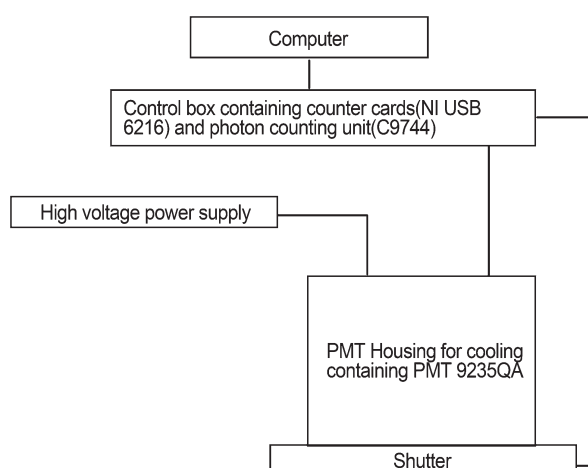 Computer
Control box containing counter cards(NI USB
6216) and photon counting unit(C9744)
High voltage power supply
PMT Housing for cooling
containing PMT 9235QA
Shutter